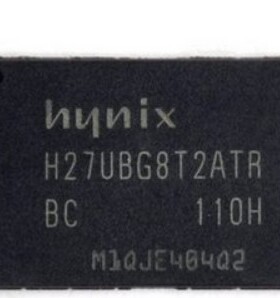 hynix
H27UBG8T2ATR
BC 110H
M1QJE404Q2